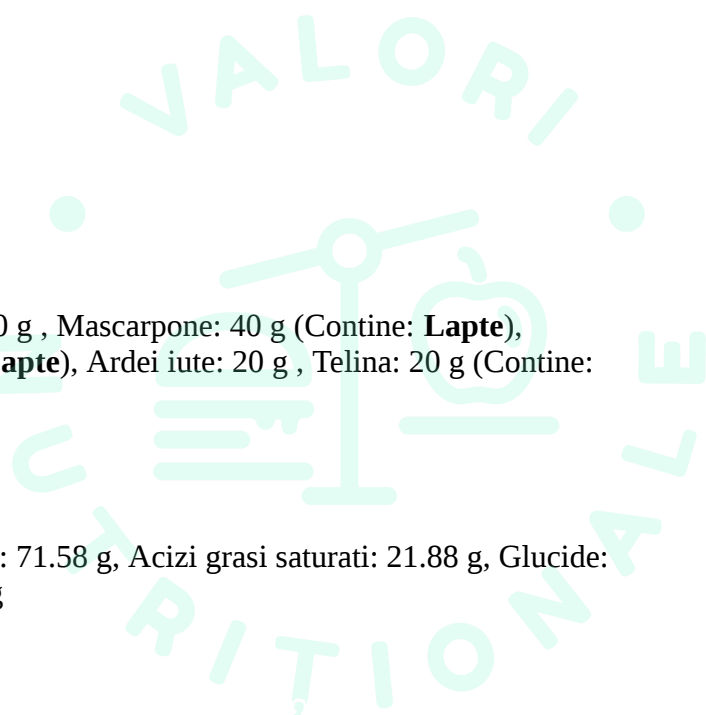 VALORI
0 g , Mascarpone: 40 g (Contine: Lapte),
apte), Ardei iute: 20 g , Telina: 20 g (Contine:
: 71.58 g, Acizi grasi saturati: 21.88 g, Glucide:
g
UTRITIONALE